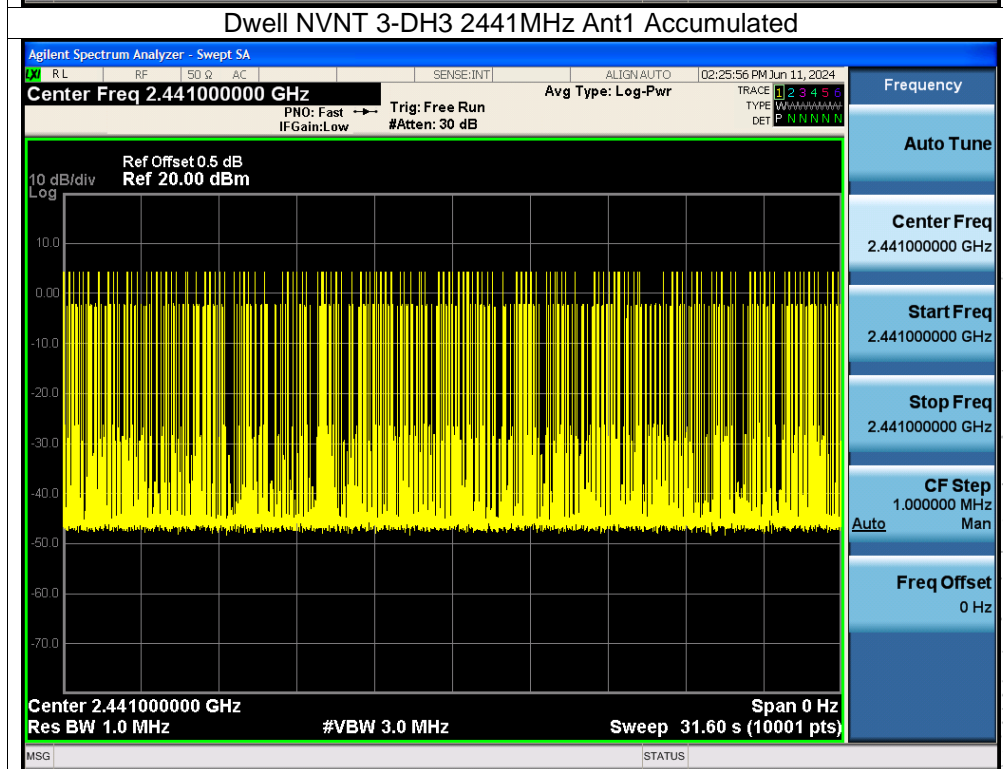 Dwell NVNT 3-DH3 2441MHz Ant1 Accumulated
Agilent Spectrum Analyzer - Swept SA
LXI RL RF 50 Ω AC SENSE:INT ALIGN AUTO 02:25:56 PM Jun 11, 2024
Center Freq 2.441000000 GHz
PNO: Fast
IFGain:Low
Trig: Free Run
#Atten: 30 dB
Avg Type: Log-Pwr
TRACE 1 2 3 4 5 6
TYPE WWWWWW
DET P N N N N N
Ref Offset 0.5 dB
10 dB/div Ref 20.00 dBm
Log
10.0
0.00
-10.0
-20.0
-30.0
-40.0
-50.0
-60.0
-70.0
Center 2.441000000 GHz Span 0 Hz
Res BW 1.0 MHz #VBW 3.0 MHz Sweep 31.60 s (10001 pts)
MSG STATUS
Frequency
Auto Tune
Center Freq
2.441000000 GHz
Start Freq
2.441000000 GHz
Stop Freq
2.441000000 GHz
CF Step
1.000000 MHz
Auto Man
Freq Offset
0 Hz